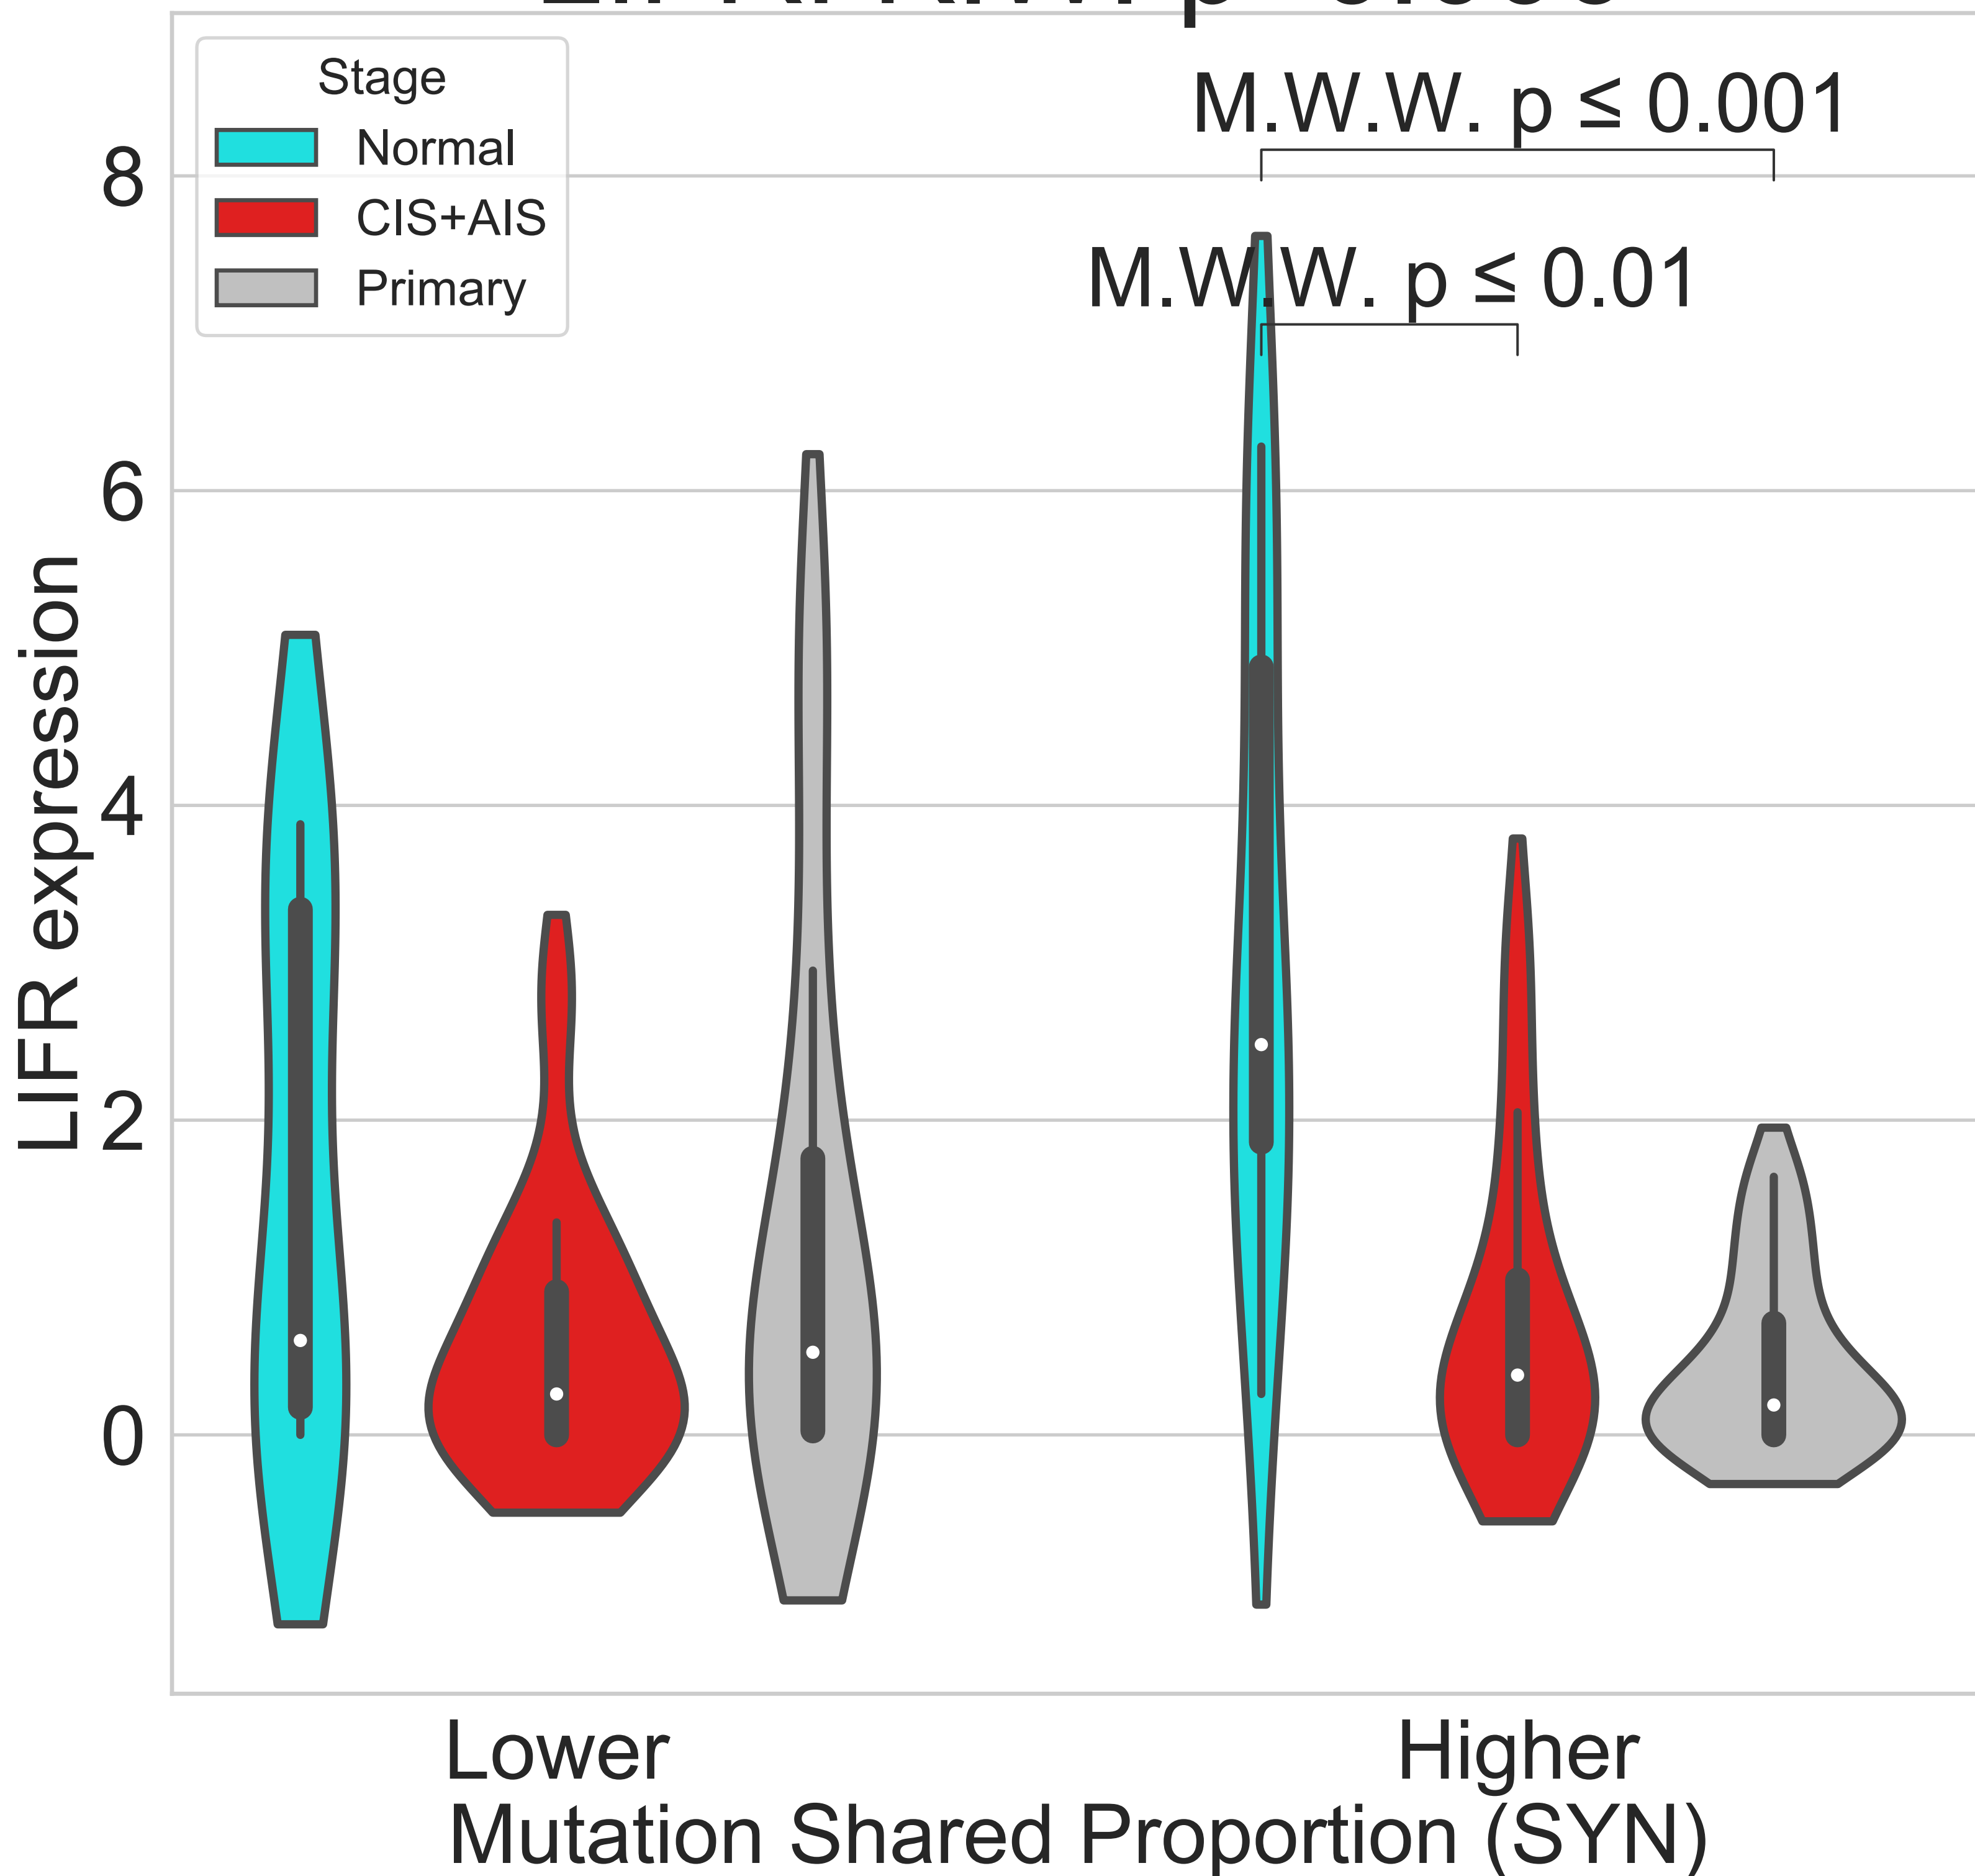 Stage
Normal
CIS+AIS
Primary
M.W.W. p ≤ 0.001
M.W.W. p ≤ 0.01
8
6
4
2
0
LIFR expression
Lower
Higher
Mutation Shared Proportion (SYN)